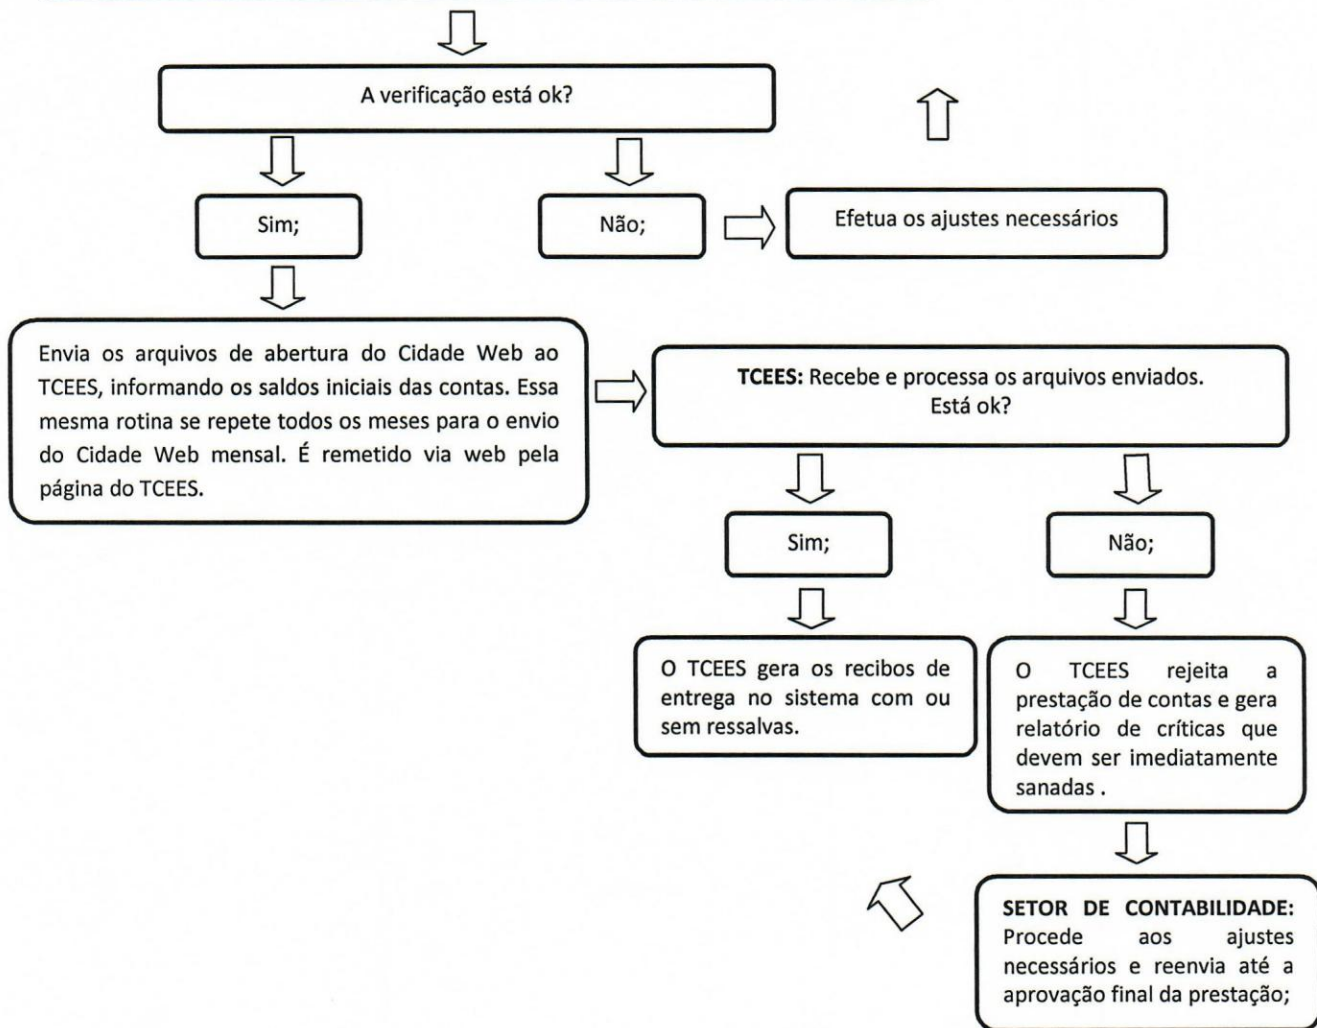 A verificação está ok?
Sim;
Não;
Efetua os ajustes necessários
Envia os arquivos de abertura do Cidade Web ao
TCEES, informando os saldos iniciais das contas. Essa
mesma rotina se repete todos os meses para o envio
do Cidade Web mensal. É remetido via web pela
página do TCEES.
TCEES: Recebe e processa os arquivos enviados.
Está ok?
Sim;
Não;
O TCEES gera os recibos de
entrega no sistema com ou
sem ressalvas.
O TCEES rejeita a
prestação de contas e gera
relatório de críticas que
devem ser imediatamente
sanadas .
SETOR DE CONTABILIDADE:
Procede aos ajustes
necessários e reenvia até a
aprovação final da prestação;